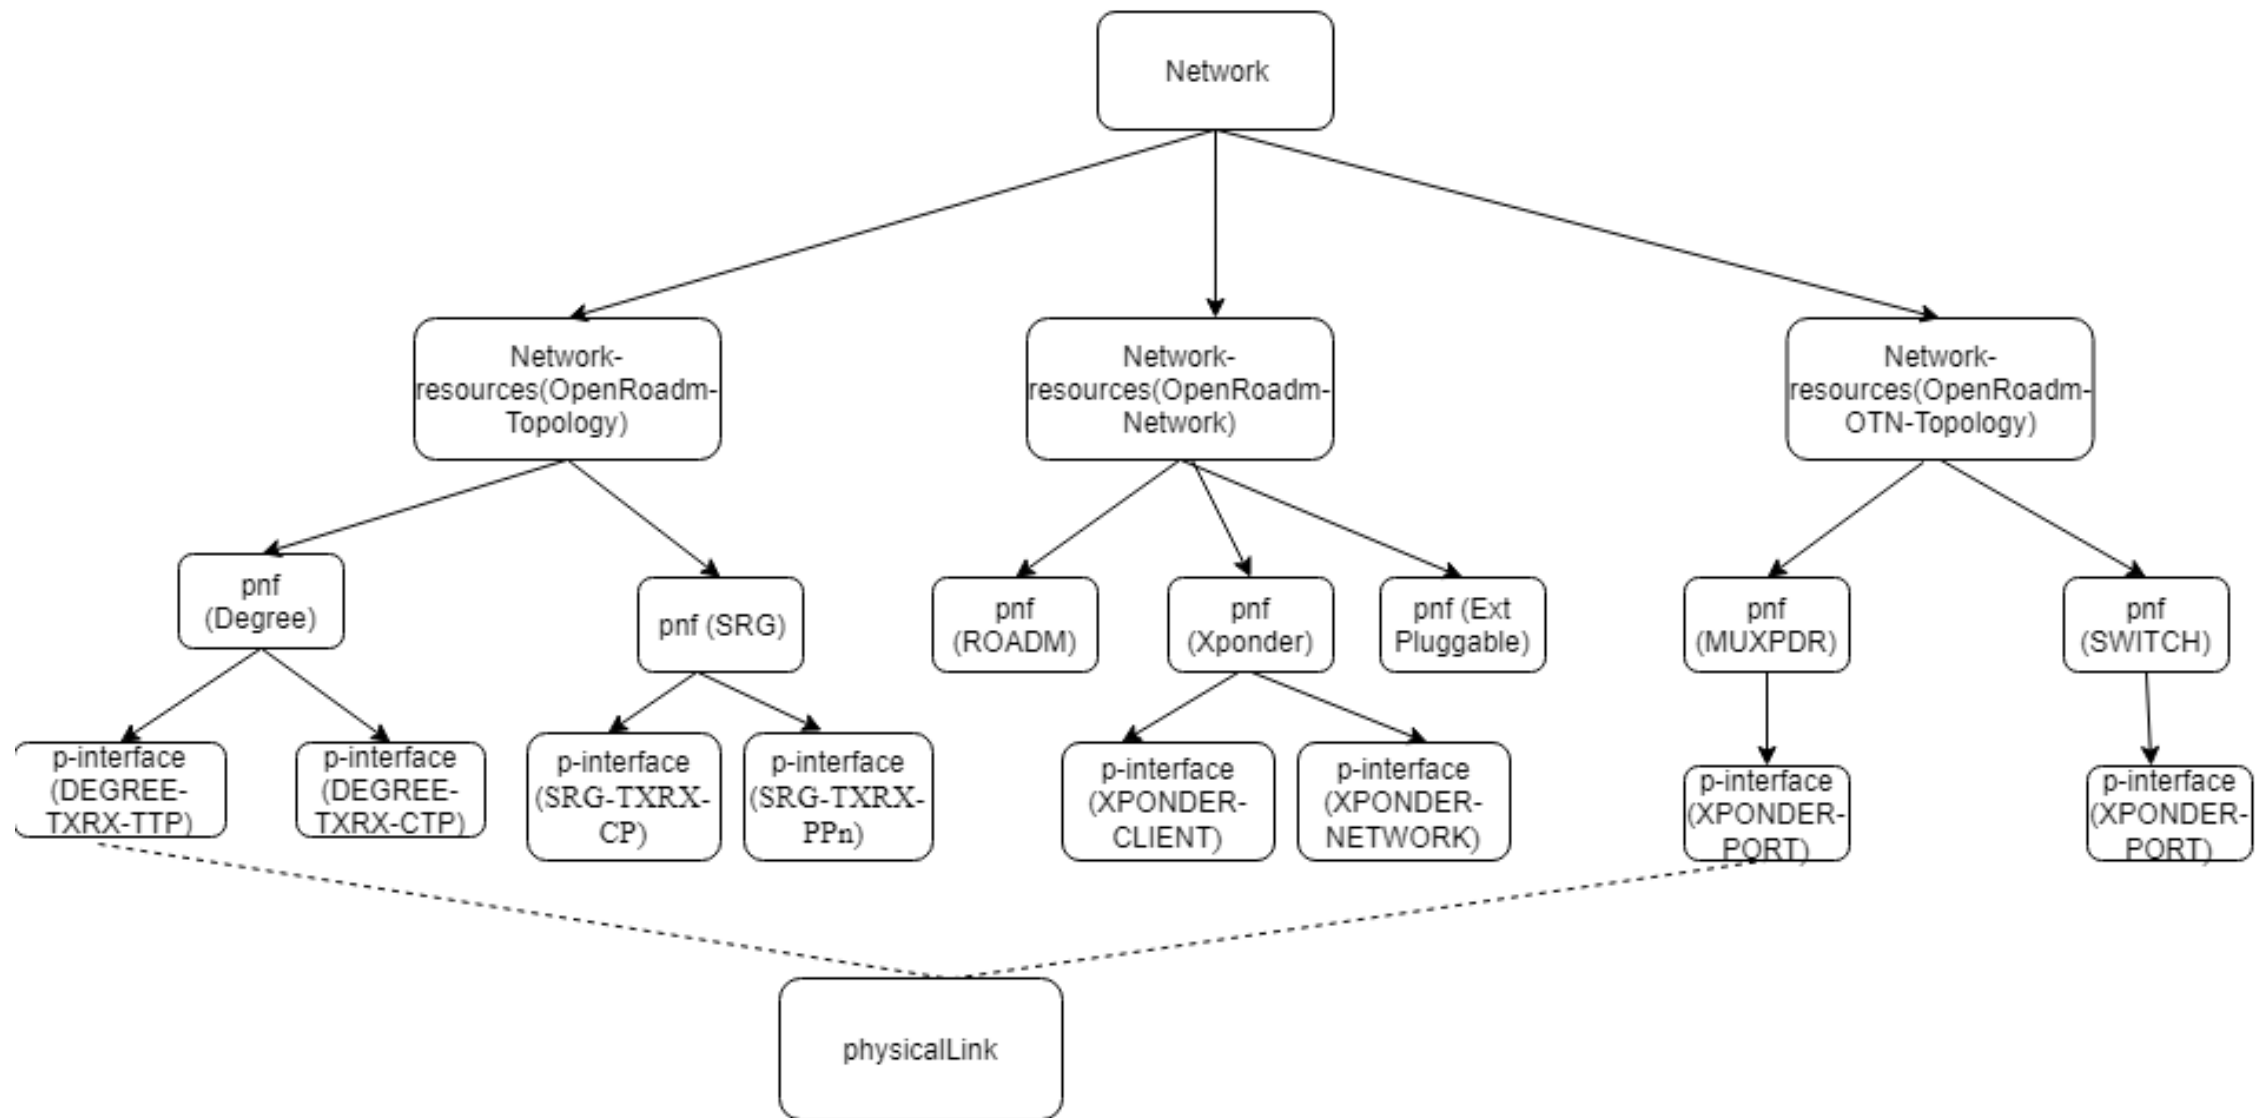 Network
Network-
resources(OpenRoadm-
Topology)
Network-
resources(OpenRoadm-
Network)
Network-
resources(OpenRoadm-
OTN-Topology)
pnf
(Degree)
pnf (SRG)
pnf
(ROADM)
pnf
(Xponder)
pnf (Ext
Pluggable)
pnf
(MUXPDR)
pnf
(SWITCH)
p-interface
(DEGREE-
TXRX-TTP)
p-interface
(DEGREE-
TXRX-CTP)
p-interface
(SRG-TXRX-
CP)
p-interface
(SRG-TXRX-
PPn)
p-interface
(XPONDER-
CLIENT)
p-interface
(XPONDER-
NETWORK)
p-interface
(XPONDER-
PORT)
p-interface
(XPONDER-
PORT)
physicalLink